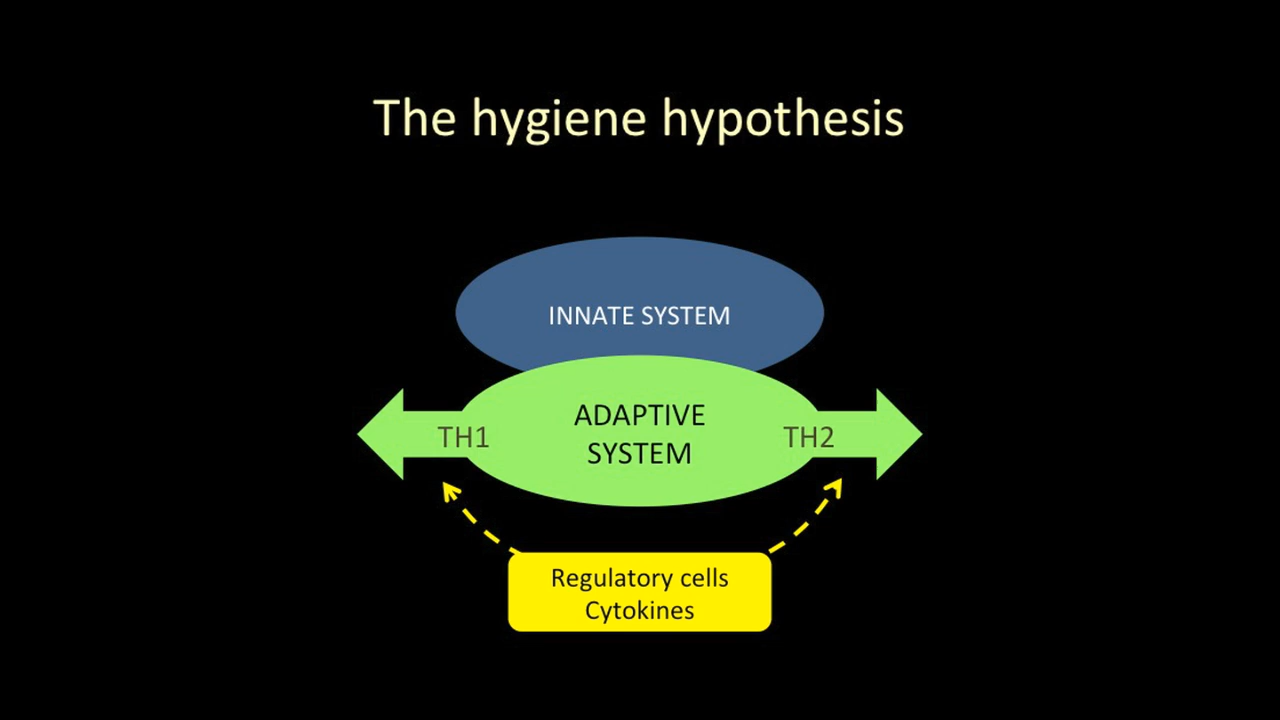 The hygiene hypothesis
INNATE SYSTEM
ADAPTIVE
SYSTEM
TH1
TH2
Regulatory cells
Cytokines